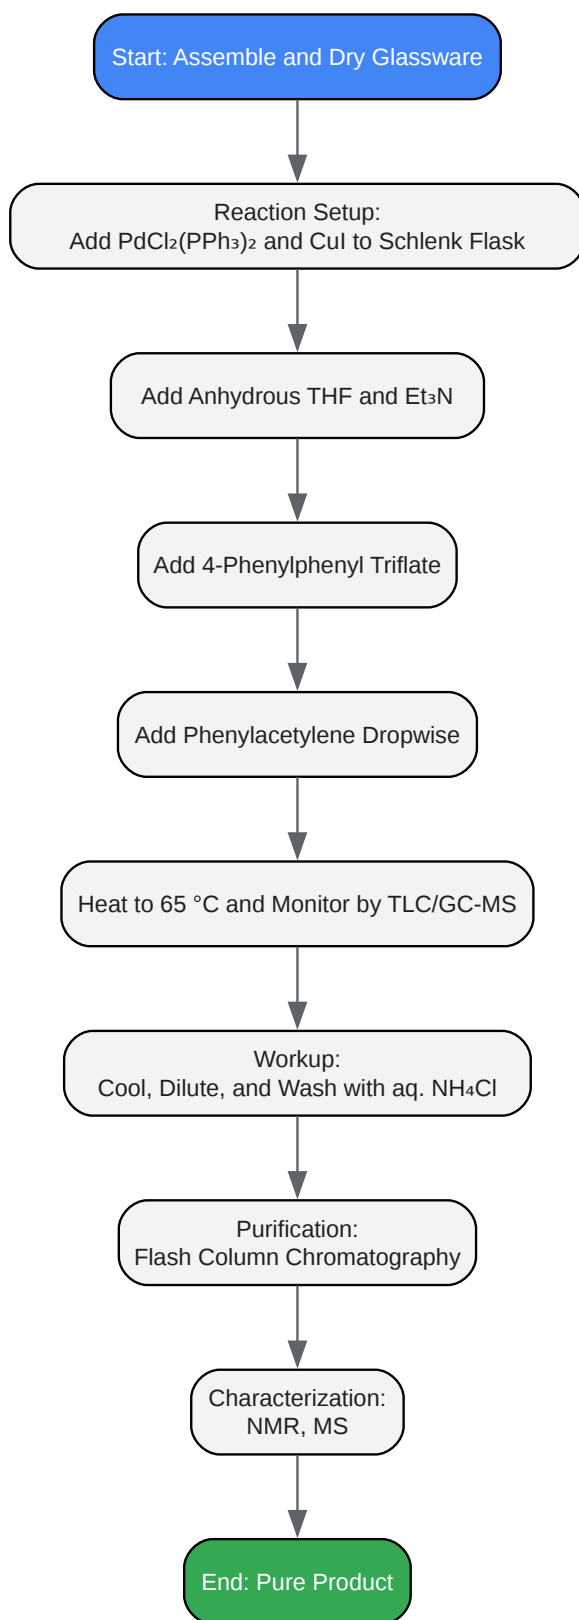 Start: Assemble and Dry Glassware
Reaction Setup:
Add PdCl₂(PPh₃)₂ and CuI to Schlenk Flask
Add Anhydrous THF and Et₃N
Add 4-Phenylphenyl Triflate
Add Phenylacetylene Dropwise
Heat to 65 °C and Monitor by TLC/GC-MS
Workup:
Cool, Dilute, and Wash with aq. NH₄Cl
Purification:
Flash Column Chromatography
Characterization:
NMR, MS
End: Pure Product